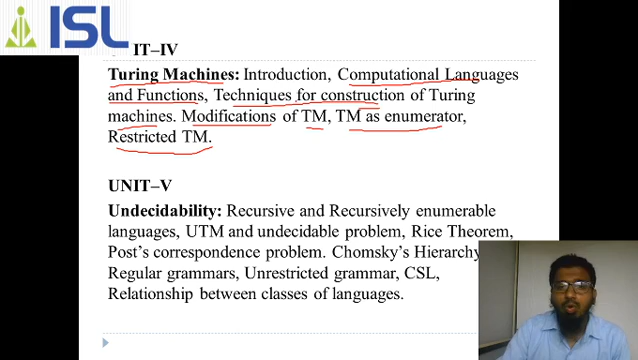 ISL
IT–IV
Turing Machines: Introduction, Computational Languages
and Functions, Techniques for construction of Turing
machines. Modifications of TM, TM as enumerator,
Restricted TM.
UNIT–V
Undecidability: Recursive and Recursively enumerable
languages, UTM and undecidable problem, Rice Theorem,
Post's correspondence problem. Chomsky's Hierarchy
Regular grammars, Unrestricted grammar, CSL,
Relationship between classes of languages.